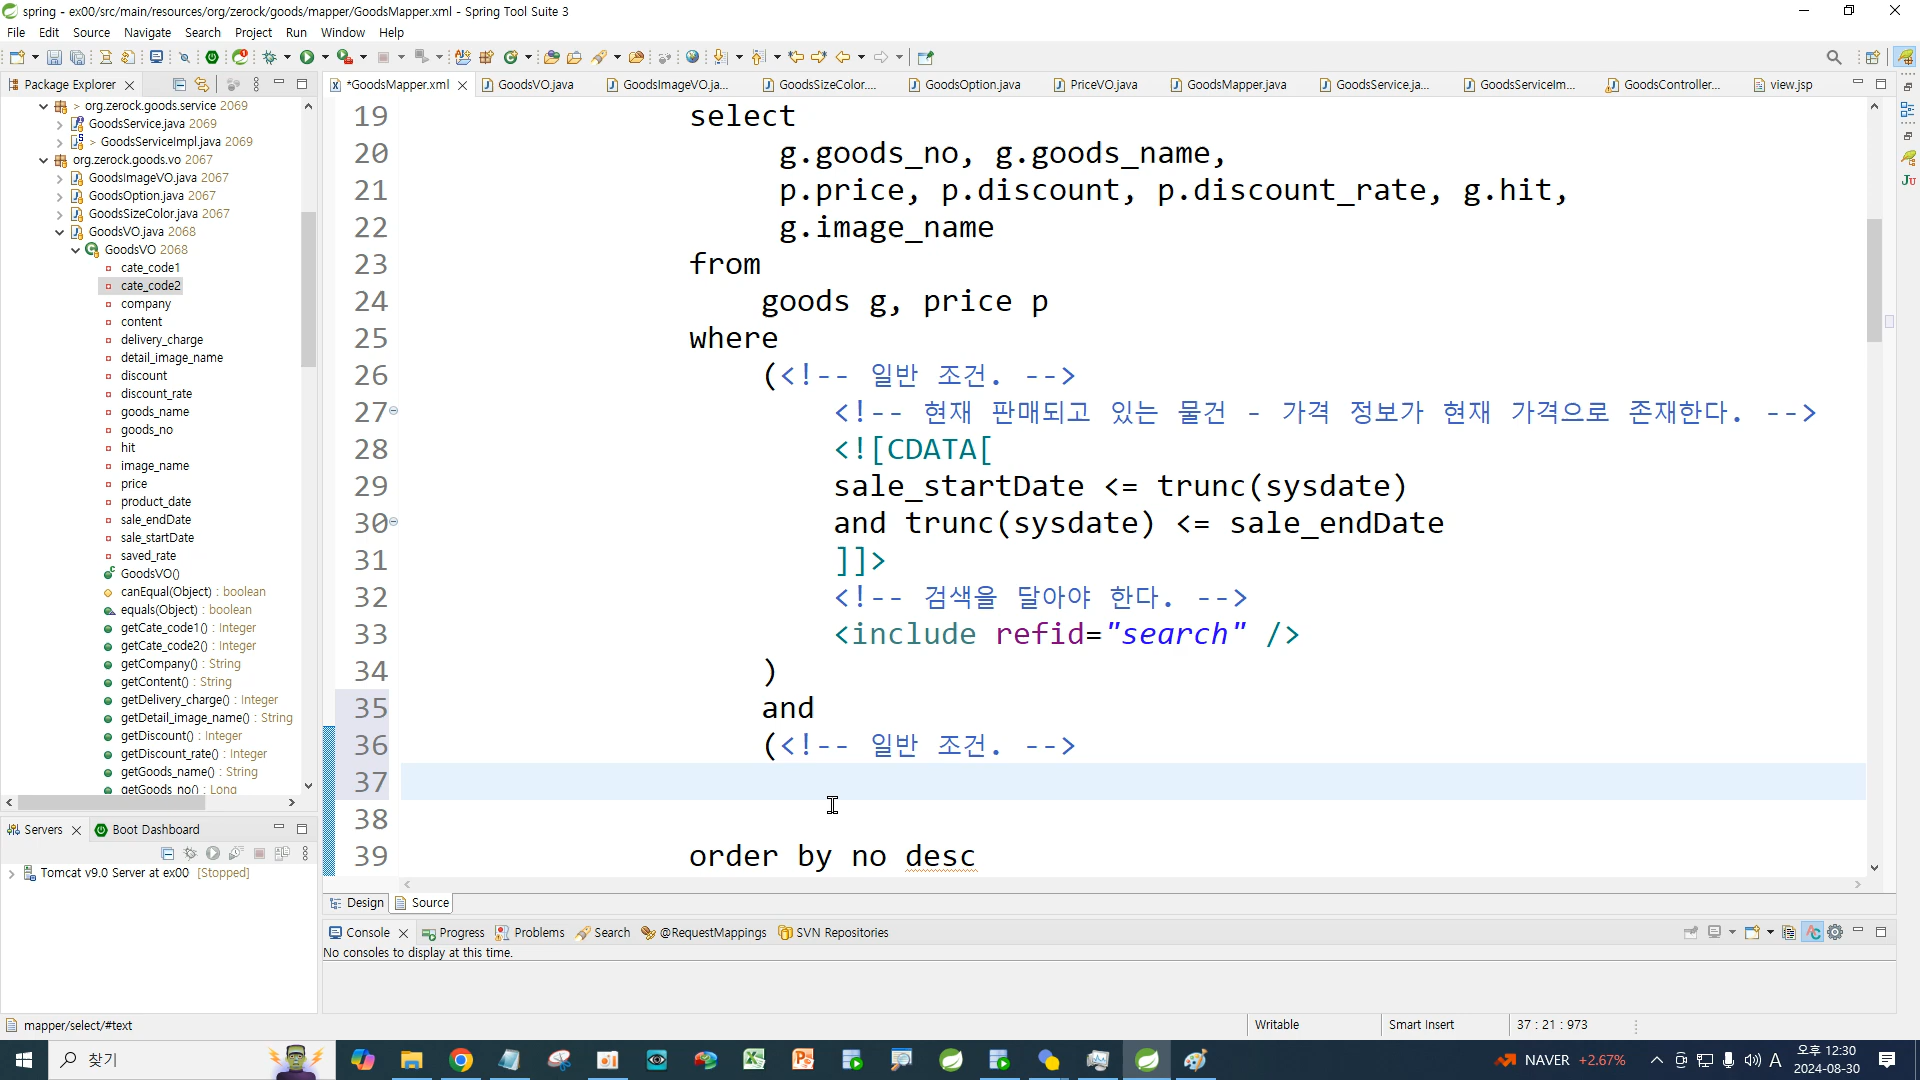 spring - ex00/src/main/resources/org/zerock/goods/mapper/GoodsMapper.xml - Spring Tool Suite 3
File Edit Source Navigate Search Project Run Window Help
Package Explorer
*GoodsMapper.xml GoodsVO.java GoodsImageVO.ja... GoodsSizeColor.... GoodsOption.java PriceVO.java GoodsMapper.java GoodsService.ja... GoodsServiceIm... GoodsController... view.jsp
> org.zerock.goods.service 2069
GoodsService.java 2069
> GoodsServiceImpl.java 2069
org.zerock.goods.vo 2067
GoodsImageVO.java 2067
GoodsOption.java 2067
GoodsSizeColor.java 2067
GoodsVO.java 2068
GoodsVO 2068
cate_code1
cate_code2
company
content
delivery_charge
detail_image_name
discount
discount_rate
goods_name
goods_no
hit
image_name
price
product_date
sale_endDate
sale_startDate
saved_rate
GoodsVO()
canEqual(Object) : boolean
equals(Object) : boolean
getCate_code1() : Integer
getCate_code2() : Integer
getCompany() : String
getContent() : String
getDelivery_charge() : Integer
getDetail_image_name() : String
getDiscount() : Integer
getDiscount_rate() : Integer
getGoods_name() : String
getGoods_no() : Long
19 select
20 g.goods_no, g.goods_name,
21 p.price, p.discount, p.discount_rate, g.hit,
22 g.image_name
23 from
24 goods g, price p
25 where
26 (<!-- 일반 조건. -->
27 <!-- 현재 판매되고 있는 물건 - 가격 정보가 현재 가격으로 존재한다. -->
28 <![CDATA[
29 sale_startDate <= trunc(sysdate)
30 and trunc(sysdate) <= sale_endDate
31 ]]>
32 <!-- 검색을 달아야 한다. -->
33 <include refid="search" />
34 )
35 and
36 (<!-- 일반 조건. -->
37
38
39 order by no desc
Design Source
Servers Boot Dashboard
Tomcat v9.0 Server at ex00 [Stopped]
Console Progress Problems Search @RequestMappings SVN Repositories
No consoles to display at this time.
mapper/select/#text Writable Smart Insert 37 : 21 : 973
찾기
NAVER +2.67%
A
오후 12:30
2024-08-30